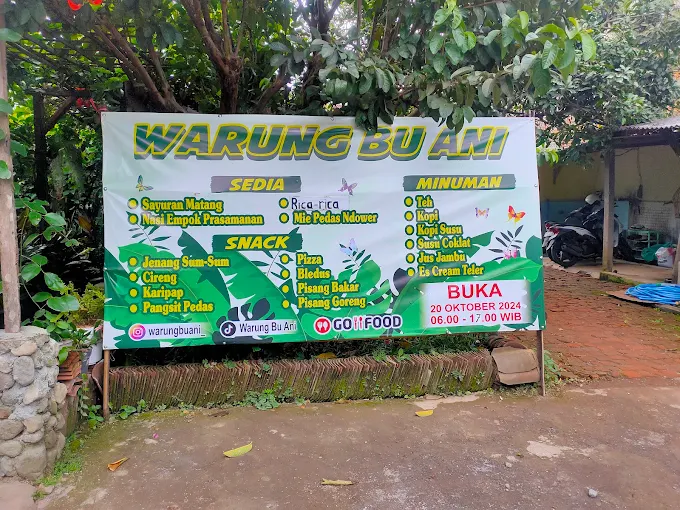 WARUNG BU ANI
SEDIA
Sayuran Matang
Nasi Empok Prasamanan
Rica-rica
Mie Pedas Ndower
SNACK
Jenang Sum-Sum
Cireng
Karipap
Pangsit Pedas
Pizza
Bledus
Pisang Bakar
Pisang Goreng
MINUMAN
Teh
Kopi
Kopi Susu
Susu Coklat
Jus Jambu
Es Cream Teler
BUKA
20 OKTOBER 2024
06.00 - 17.00 WIB
warungbuani
Warung Bu Ani
GOFOOD